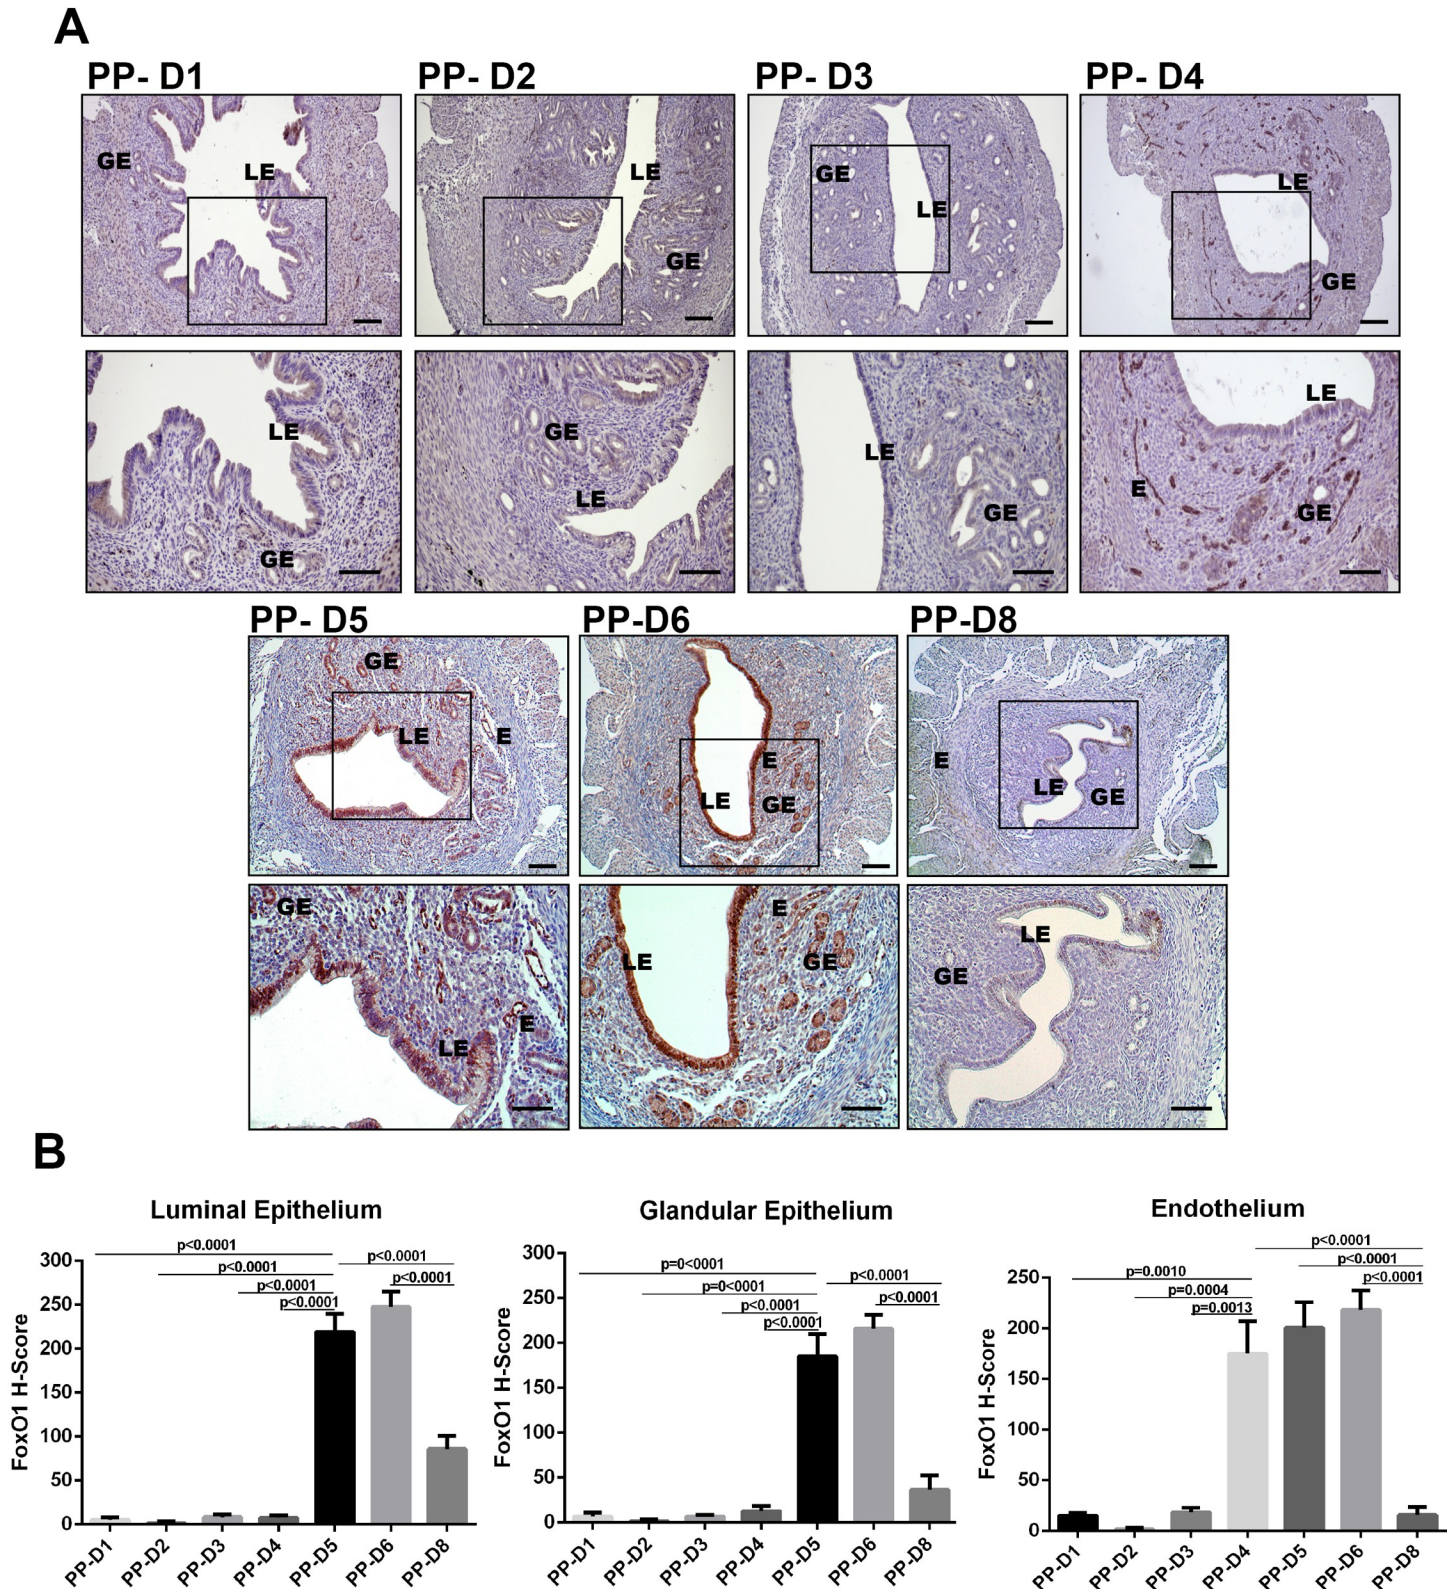 A
PP- D1
PP- D2
PP- D3
PP- D4
GE
LE
LE
GE
GE
LE
LE
GE
LE
GE
GE
LE
LE
GE
LE
E
GE
PP- D5
PP-D6
PP-D8
GE
LE
E
E
LE
GE
E
LE
GE
GE
E
LE
E
LE
GE
LE
GE
B
Luminal Epithelium
p<0.0001
p<0.0001
p<0.0001
p<0.0001
p<0.0001
p<0.0001
FoxO1 H-Score
300
250
200
150
100
50
0
PP-D1
PP-D2
PP-D3
PP-D4
PP-D5
PP-D6
PP-D8
Glandular Epithelium
p=0<0001
p=0<0001
p<0.0001
p<0.0001
p<0.0001
p<0.0001
FoxO1 H-Score
300
250
200
150
100
50
0
PP-D1
PP-D2
PP-D3
PP-D4
PP-D5
PP-D6
PP-D8
Endothelium
p<0.0001
p<0.0001
p<0.0001
p=0.0010
p=0.0004
p=0.0013
FoxO1 H-Score
250
200
150
100
50
0
PP-D1
PP-D2
PP-D3
PP-D4
PP-D5
PP-D6
PP-D8